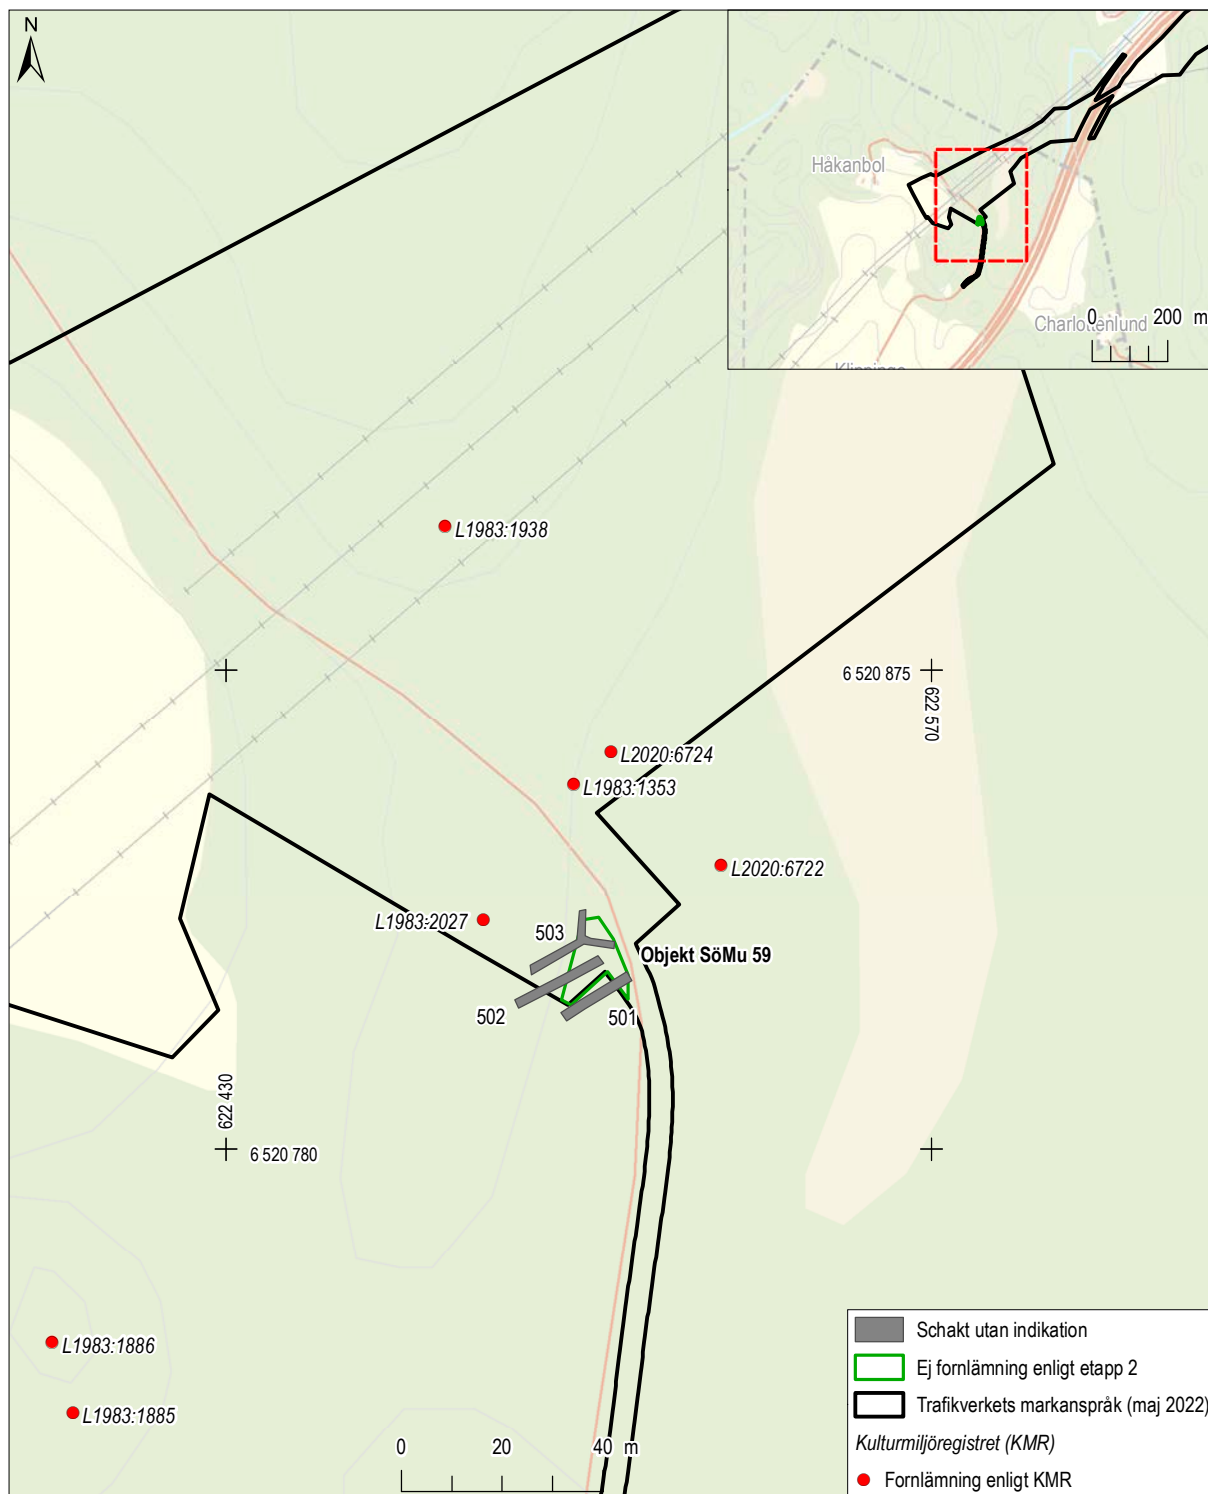 N
Håkanbol
Charlottenlund
0 200 m
L1983:1938
6 520 875
622 570
L2020:6724
L1983:1353
L2020:6722
L1983:2027
503
Objekt SöMu 59
502
501
622 430
6 520 780
L1983:1886
L1983:1885
0 20 40 m
Schakt utan indikation
Ej fornlämning enligt etapp 2
Trafikverkets markanspråk (maj 2022)
Kulturmiljöregistret (KMR)
Fornlämning enligt KMR